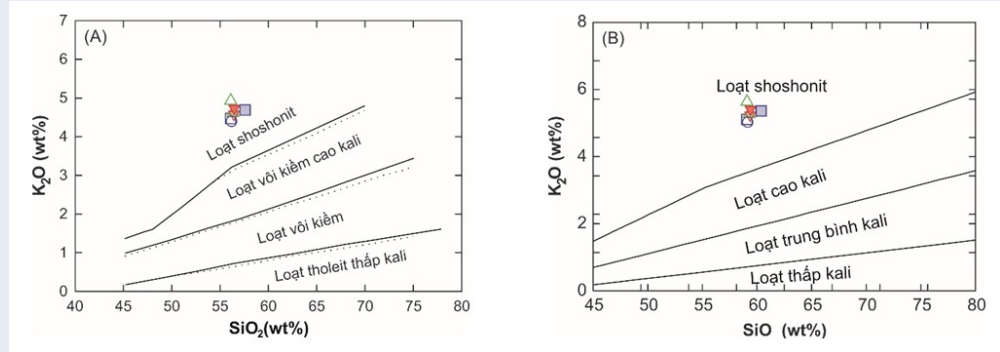 (A)
7
6
5
4
3
2
1
0
K₂O (wt%)
40
45
50
55
60
65
70
75
80
SiO₂(wt%)
Loạt shoshonit
Loạt vôi kiềm cao kali
Loạt vôi kiềm
Loạt tholeit thấp kali
(B)
8
6
4
2
0
K₂O (wt%)
45
50
55
60
65
70
75
80
SiO (wt%)
Loạt shoshonit
Loạt cao kali
Loạt trung bình kali
Loạt thấp kali